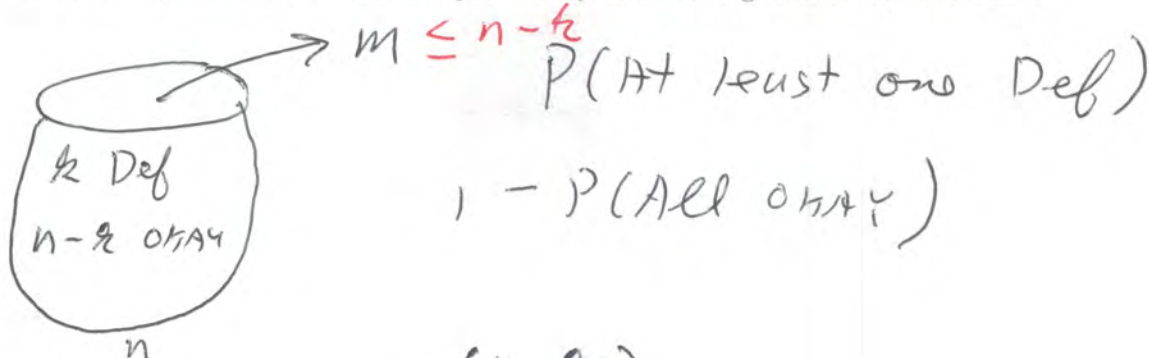 m ≤ n-k
P(At least one Def)
k Def
n-k OKAY
1 - P(All OKAY)
n